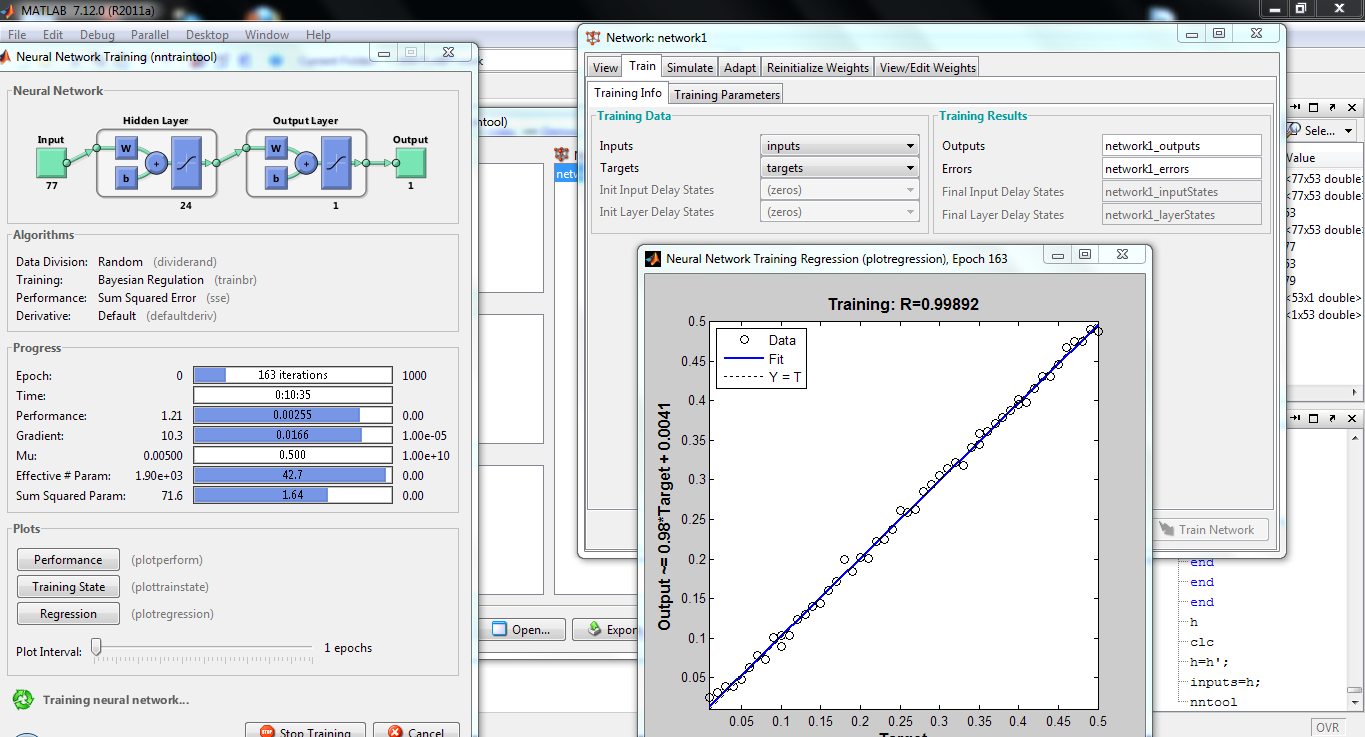 MATLAB 7.12.0 (R2011a)
File Edit Debug Parallel Desktop Window Help
Neural Network Training (nntraintool)
Neural Network
Hidden Layer Output Layer
Input Output
W W
b b
+ +
77 1
24 1
Algorithms
Data Division: Random (dividerand)
Training: Bayesian Regulation (trainbr)
Performance: Sum Squared Error (sse)
Derivative: Default (defaultderiv)
Progress
Epoch: 0 163 iterations 1000
Time: 0:10:35
Performance: 1.21 0.00255 0.00
Gradient: 10.3 0.0166 1.00e-05
Mu: 0.00500 0.500 1.00e+10
Effective # Param: 1.90e+03 42.7 0.00
Sum Squared Param: 71.6 1.64 0.00
Plots
Performance (plotperform)
Training State (plottrainstate)
Regression (plotregression)
Plot Interval: 1 epochs
Training neural network...
Stop Training Cancel
ntool)
netw
Open... Expor
Network: network1
View Train Simulate Adapt Reinitialize Weights View/Edit Weights
Training Info Training Parameters
Training Data
Inputs inputs
Targets targets
Init Input Delay States (zeros)
Init Layer Delay States (zeros)
Training Results
Outputs network1_outputs
Errors network1_errors
Final Input Delay States network1_inputStates
Final Layer Delay States network1_layerStates
Train Network
Neural Network Training Regression (plotregression), Epoch 163
Training: R=0.99892
Data
Fit
Y = T
Output ~= 0.98*Target + 0.0041
0.5
0.45
0.4
0.35
0.3
0.25
0.2
0.15
0.1
0.05
0.05 0.1 0.15 0.2 0.25 0.3 0.35 0.4 0.45 0.5
Target
Sele...
Value
<77x53 double>
<77x53 double>
53
<77x53 double>
77
53
79
<53x1 double>
<1x53 double>
end
end
end
h
clc
h=h';
inputs=h;
nntool
OVR